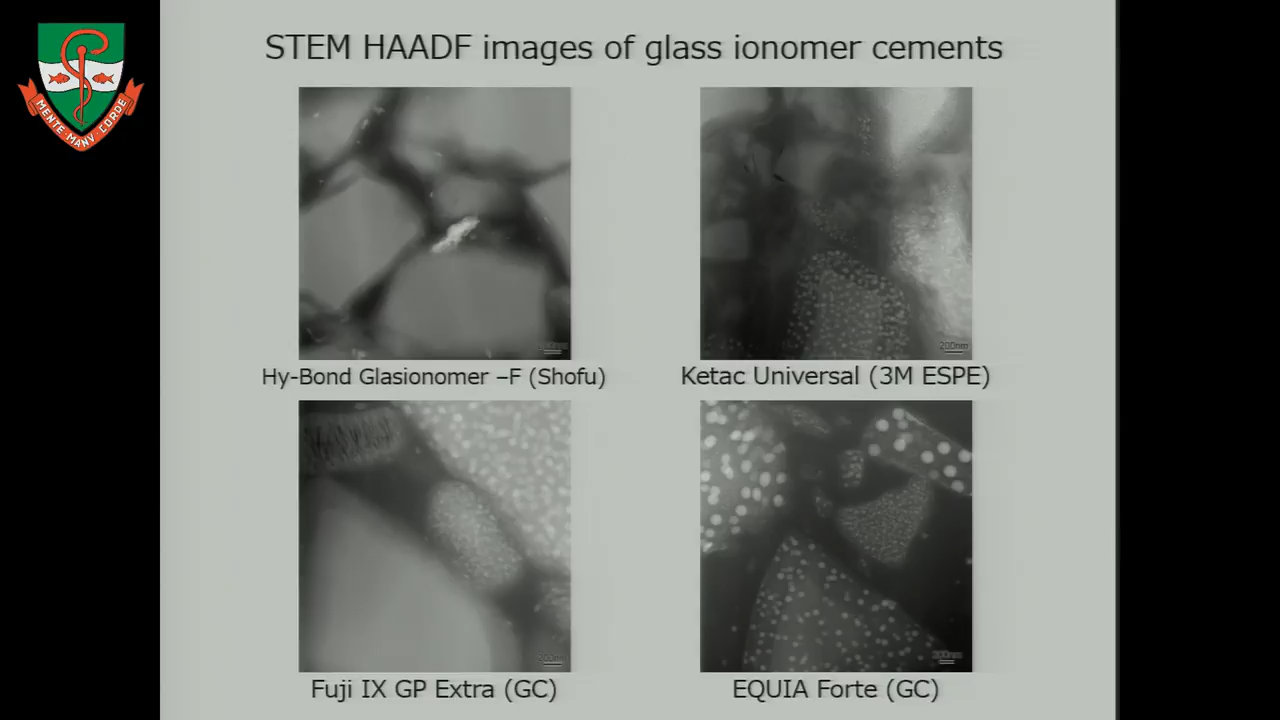 STEM HAADF images of glass ionomer cements
MENTE MANV CORDE
Hy-Bond Glasionomer –F (Shofu)
200nm
Ketac Universal (3M ESPE)
Fuji IX GP Extra (GC)
EQUIA Forte (GC)